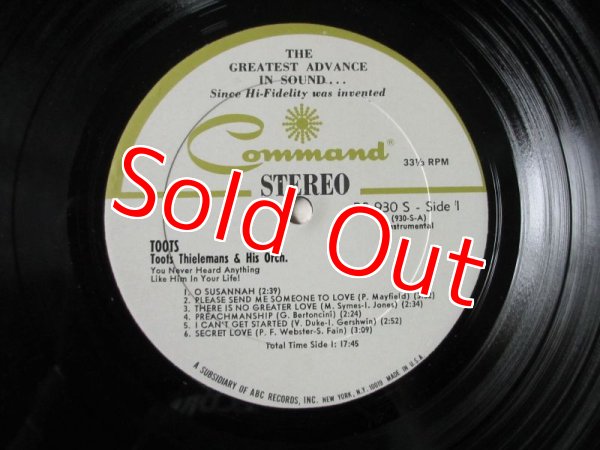 THE
GREATEST ADVANCE
IN SOUND...
Since Hi-Fidelity was invented
Command®
33⅓ RPM
STEREO
930 S - Side 1
(930-S-A)
Sold Out
TOOTS
Toots Thielemans & His Orch.
You Never Heard Anything
Like Him In Your Life!
1. O SUSANNAH (2:39)
2. PLEASE SEND ME SOMEONE TO LOVE (P. Mayfield)
3. THERE IS NO GREATER LOVE (M. Symes-I. Jones) (2:34)
4. PREACHMANSHIP (G. Bertoncini) (2:24)
5. I CAN'T GET STARTED (V. Duke-I. Gershwin) (2:52)
6. SECRET LOVE (P. F. Webster-S. Fain) (3:09)
Total Time Side I: 17:45
A SUBSIDIARY OF ABC RECORDS, INC. NEW YORK, N.Y. 10019 MADE IN U.S.A.